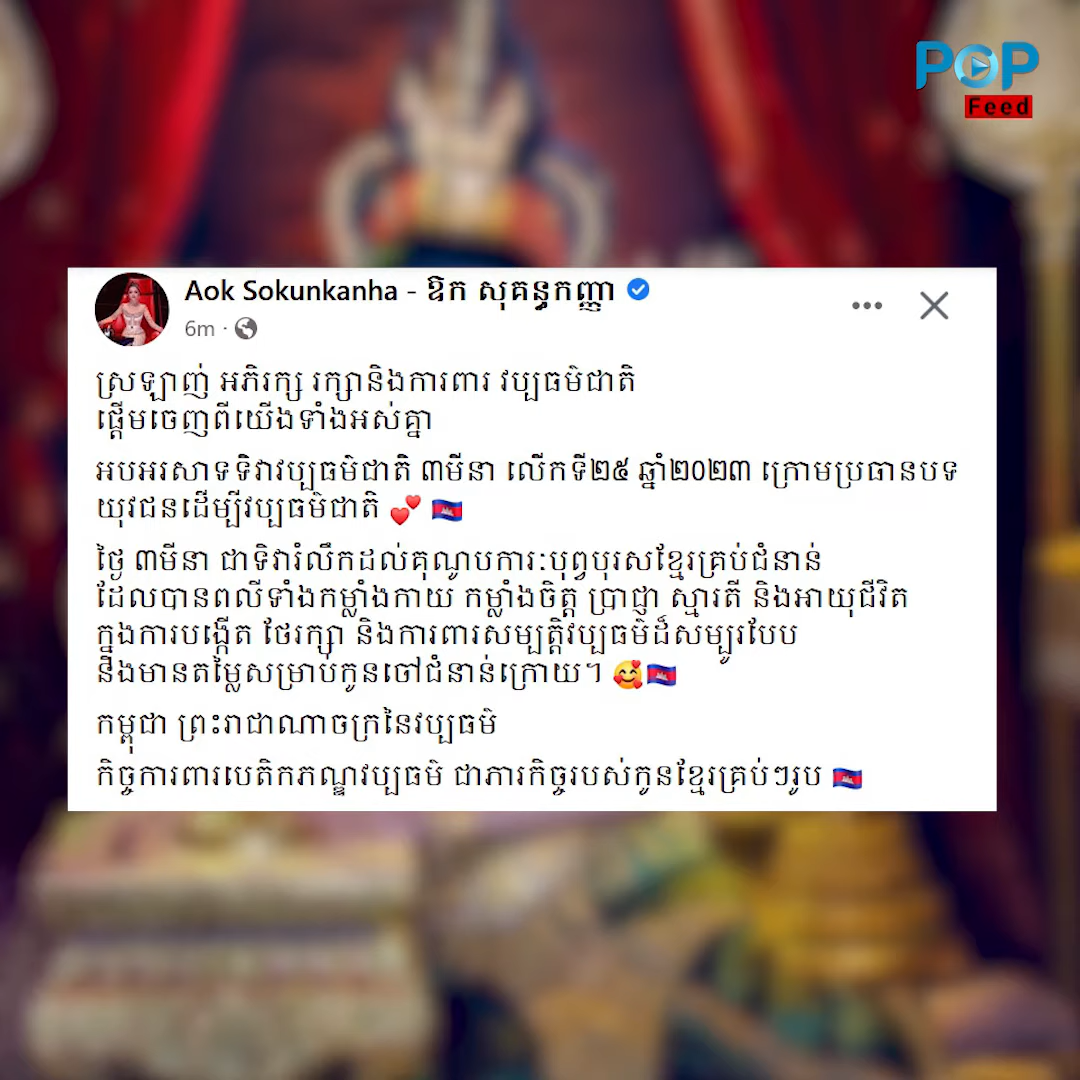 POP
Feed
Aok Sokunkanha - ឱក សុគន្ធកញ្ញា
6m ·
ស្រឡាញ់ អភិរក្ស រក្សានិងការពារ វប្បធម៌ជាតិ
ផ្ដើមចេញពីយើងទាំងអស់គ្នា
អបអរសាទទិវាវប្បធម៌ជាតិ ៣មីនា លើកទី២៥ ឆ្នាំ២០២៣ ក្រោមប្រធានបទ
យុវជនដើម្បីវប្បធម៌ជាតិ 💕 🇰🇭
ថ្ងៃ ៣មីនា ជាទិវារំលឹកដល់គុណូបការៈបុព្វបុរសខ្មែរគ្រប់ជំនាន់
ដែលបានពលីទាំងកម្លាំងកាយ កម្លាំងចិត្ត ប្រាជ្ញា ស្មារតី និងអាយុជីវិត
ក្នុងការបង្កើត ថែរក្សា និងការពារសម្បត្តិវប្បធម៌ដ៏សម្បូរបែប
និងមានតម្លៃសម្រាប់កូនចៅជំនាន់ក្រោយ។ 🥰🇰🇭
កម្ពុជា ព្រះរាជាណាចក្រនៃវប្បធម៌
កិច្ចការពារបេតិកភណ្ឌវប្បធម៌ ជាភារកិច្ចរបស់កូនខ្មែរគ្រប់ៗរូប 🇰🇭